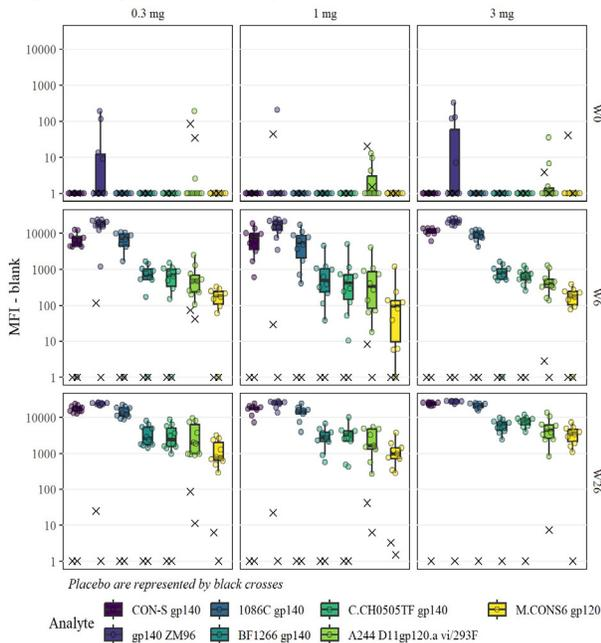 0.3 mg 1 mg 3 mg
10000
1000
100
10
1
W0
10000
1000
100
10
1
W6
10000
1000
100
10
1
W26
MFI - blank
Placebo are represented by black crosses
Analyte
CON-S gp140 1086C gp140 C.CH0505TF gp140 M.CONS6 gp120
gp140 ZM96 BF1266 gp140 A244 D11gp120.a vi/293F